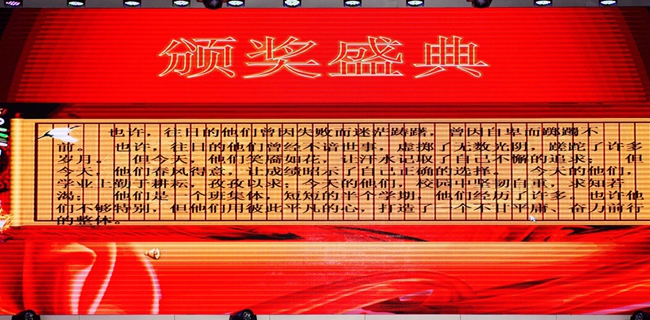 颁奖盛典
也许，往日的他们曾因失败而迷茫踌躇，曾因自卑而踯躅不
前。也许，往日的他们曾经不谙世事，虚掷了无数光阴，蹉跎了许多
岁月。但今天，他们笑靥如花，让汗水记取了自己不懈的追求；但
今天，他们春风得意，让成绩昭示了自己正确的选择。今天的他们，
学业上勤于耕耘，孜孜以求；今天的他们，校园中坚韧自重，求知若
渴；他们是一个班集体，短短的半个学期，他们经历了许多，也许他
们不够特别，但他们用彼此平凡的心，打造了一个不甘平庸、奋力前行
的整体。